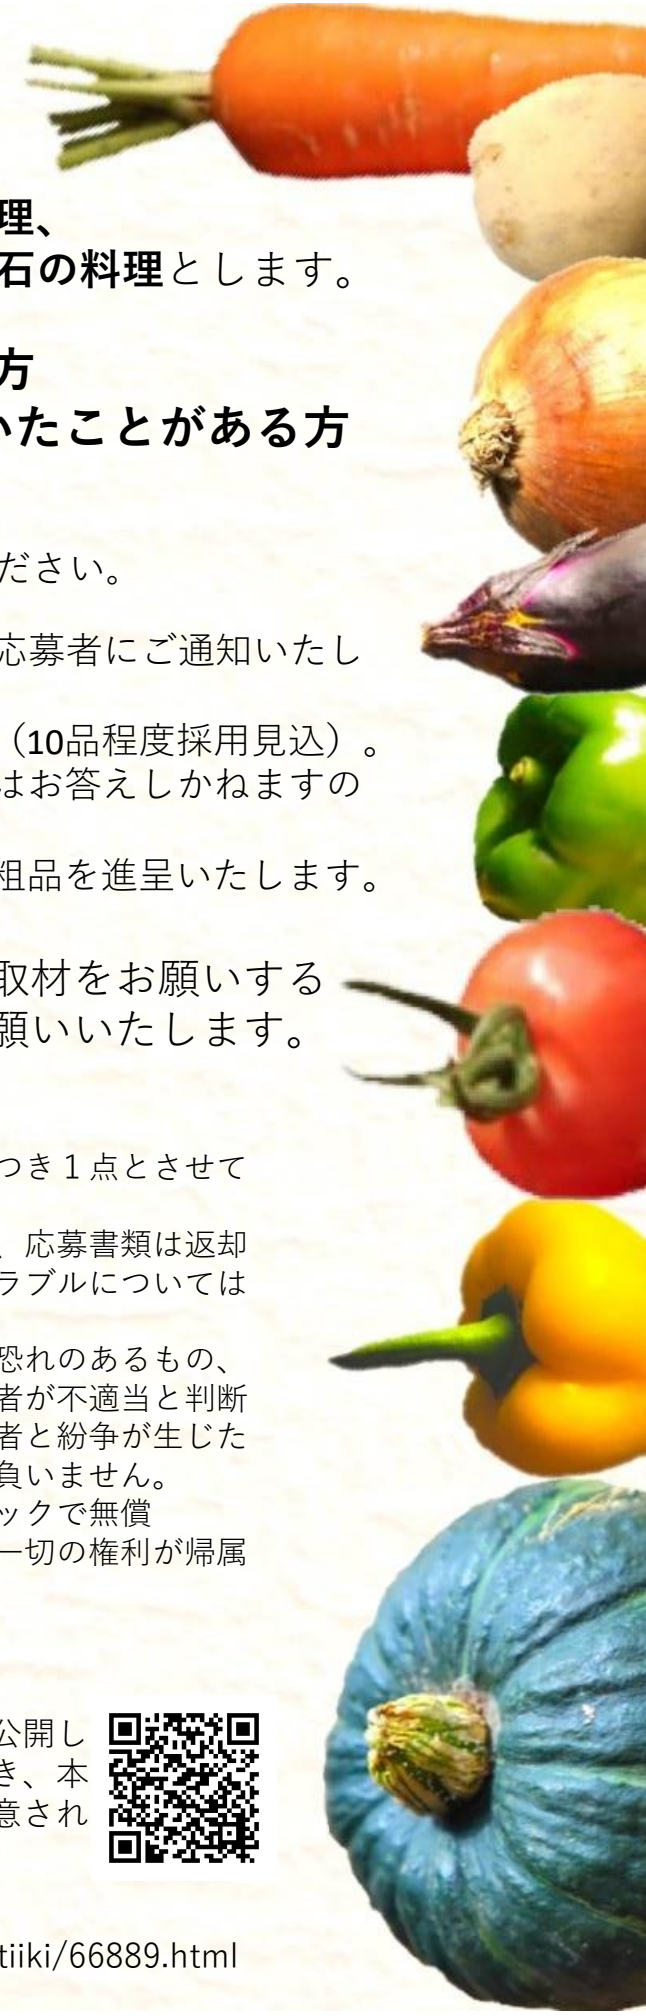 理、
石の料理とします。
方
いたことがある方
ださい。
応募者にご通知いたし
（10品程度採用見込）。
はお答えしかねますの
粗品を進呈いたします。
取材をお願いする
願いいたします。
つき１点とさせて
、応募書類は返却
ラブルについては
恐れのあるもの、
者が不適当と判断
者と紛争が生じた
負いません。
ックで無償
一切の権利が帰属
公開し
き、本
意され
tiiki/66889.html